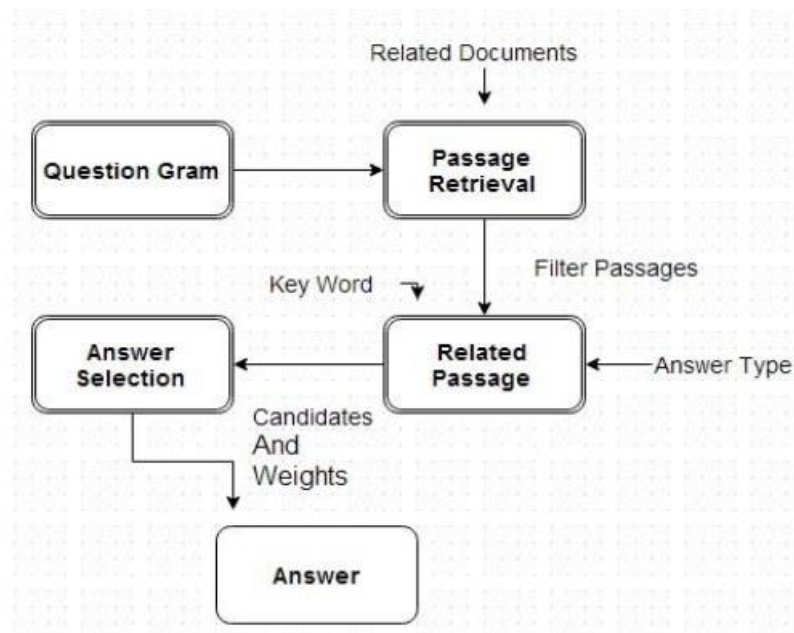 Related Documents
Question Gram
Passage
Retrieval
Filter Passages
Key Word
Answer
Selection
Related
Passage
Answer Type
Candidates
And
Weights
Answer